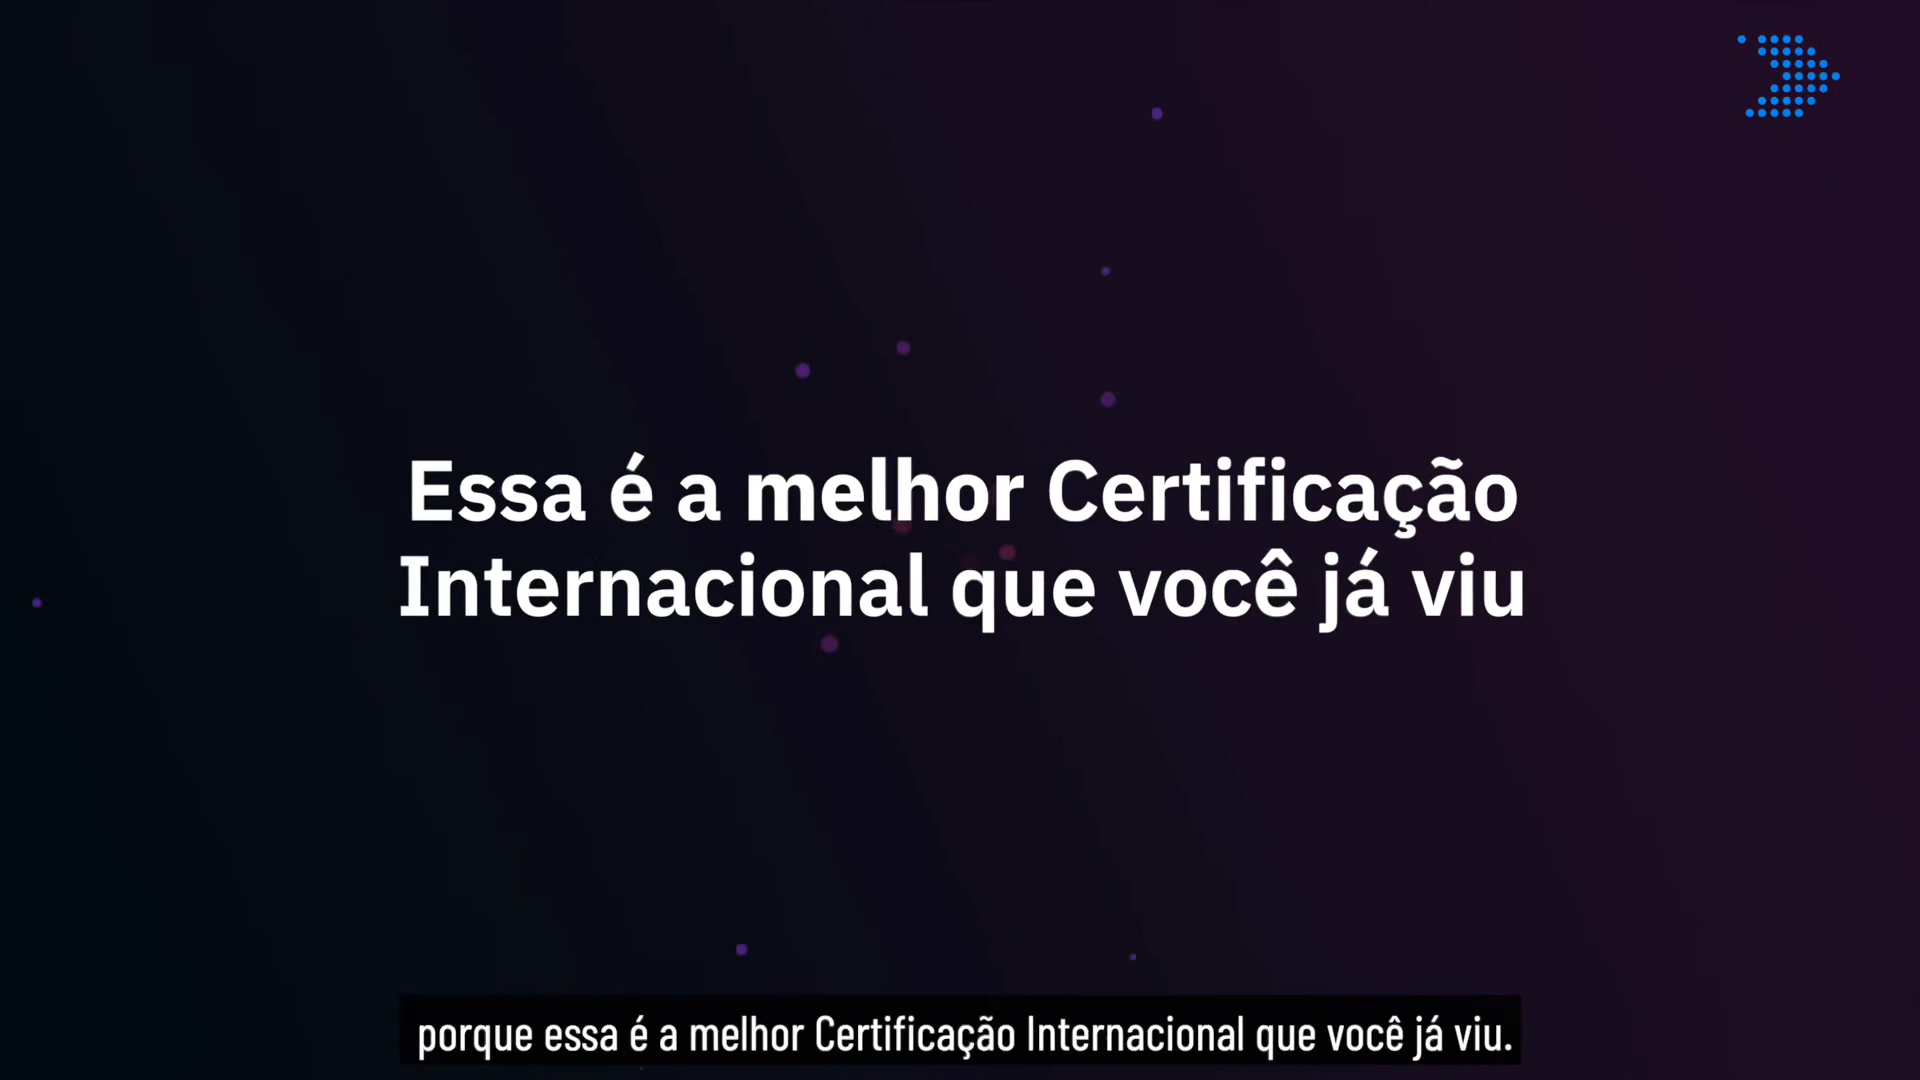 Essa é a melhor Certificação
Internacional que você já viu
porque essa é a melhor Certificação Internacional que você já viu.